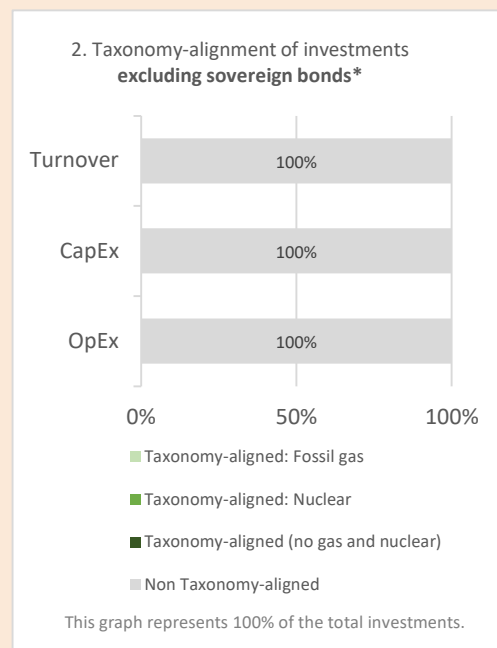 2. Taxonomy-alignment of investments
excluding sovereign bonds*
Turnover
100%
CapEx
100%
OpEx
100%
0%
50%
100%
Taxonomy-aligned: Fossil gas
Taxonomy-aligned: Nuclear
Taxonomy-aligned (no gas and nuclear)
Non Taxonomy-aligned
This graph represents 100% of the total investments.